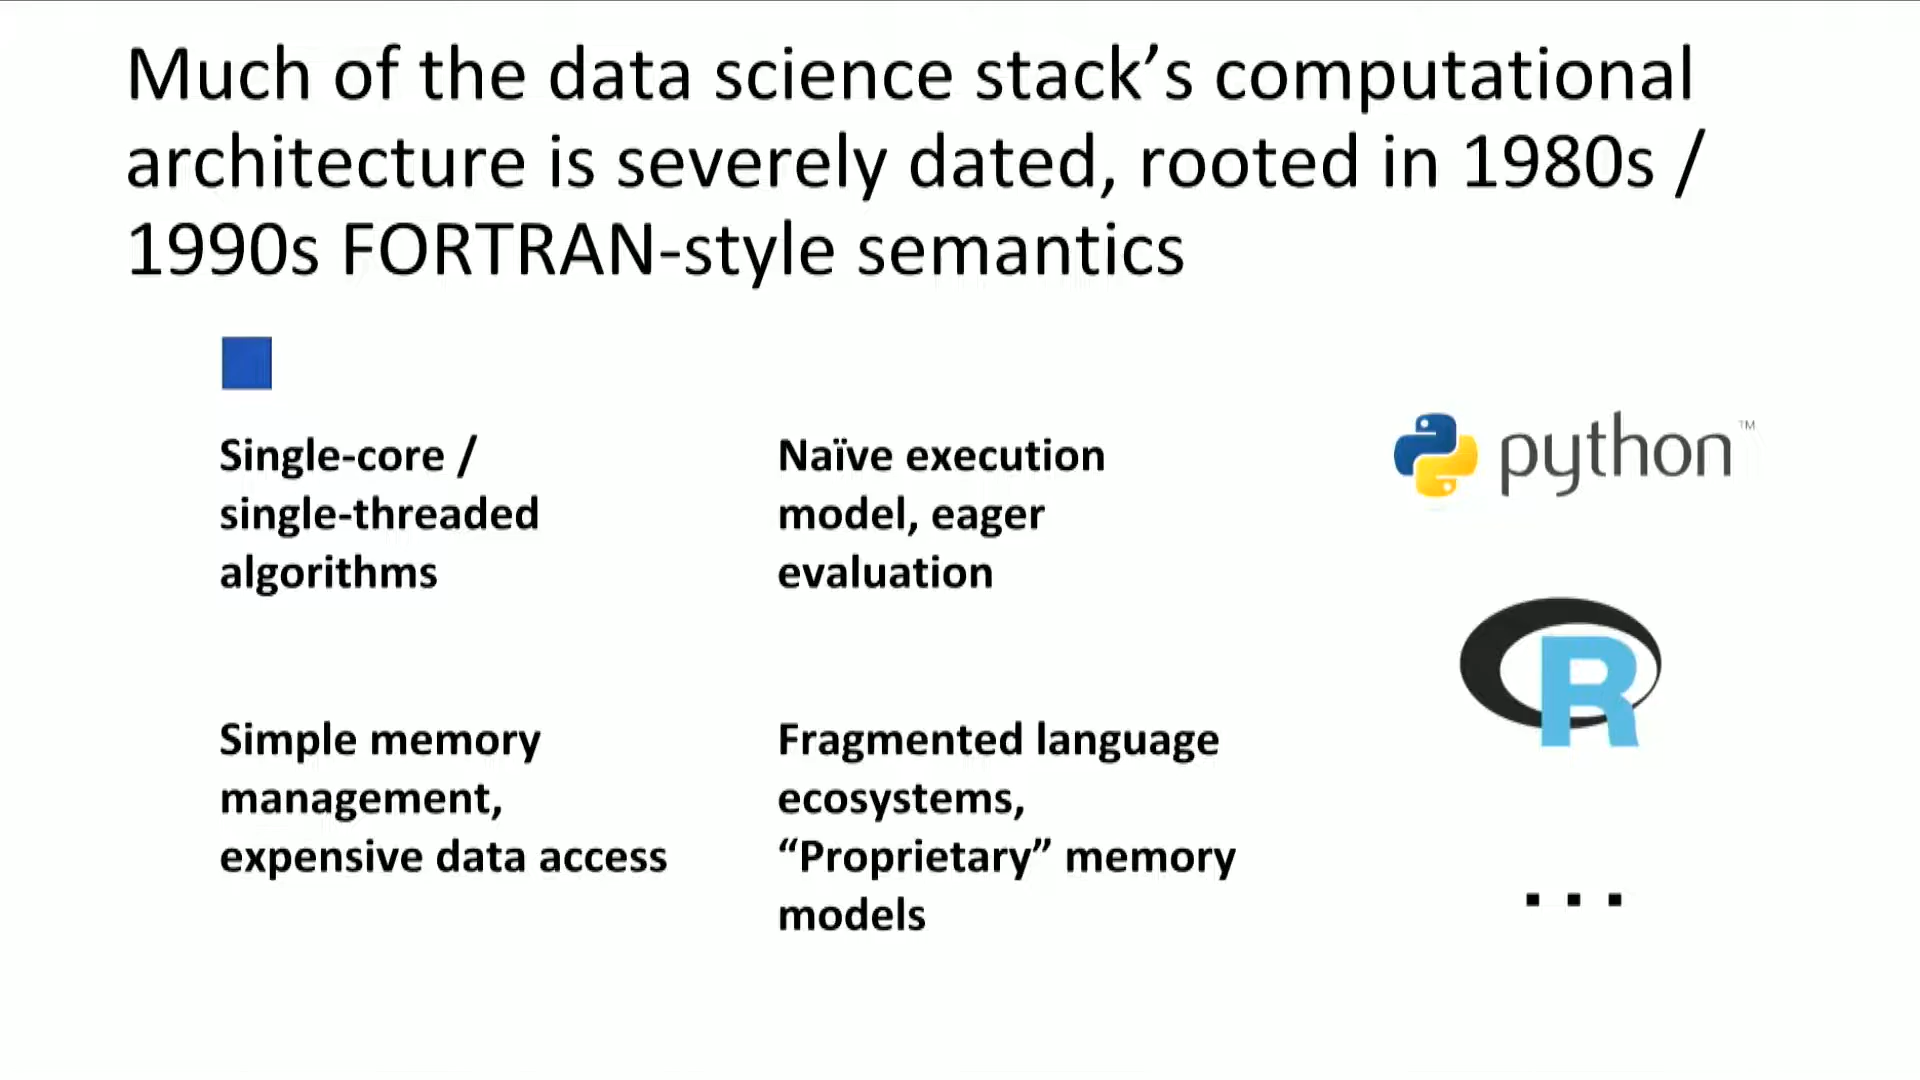 Much of the data science stack’s computational
architecture is severely dated, rooted in 1980s /
1990s FORTRAN-style semantics
Single-core /
single-threaded
algorithms
Naïve execution
model, eager
evaluation
python™
R
Simple memory
management,
expensive data access
Fragmented language
ecosystems,
“Proprietary” memory
models
...